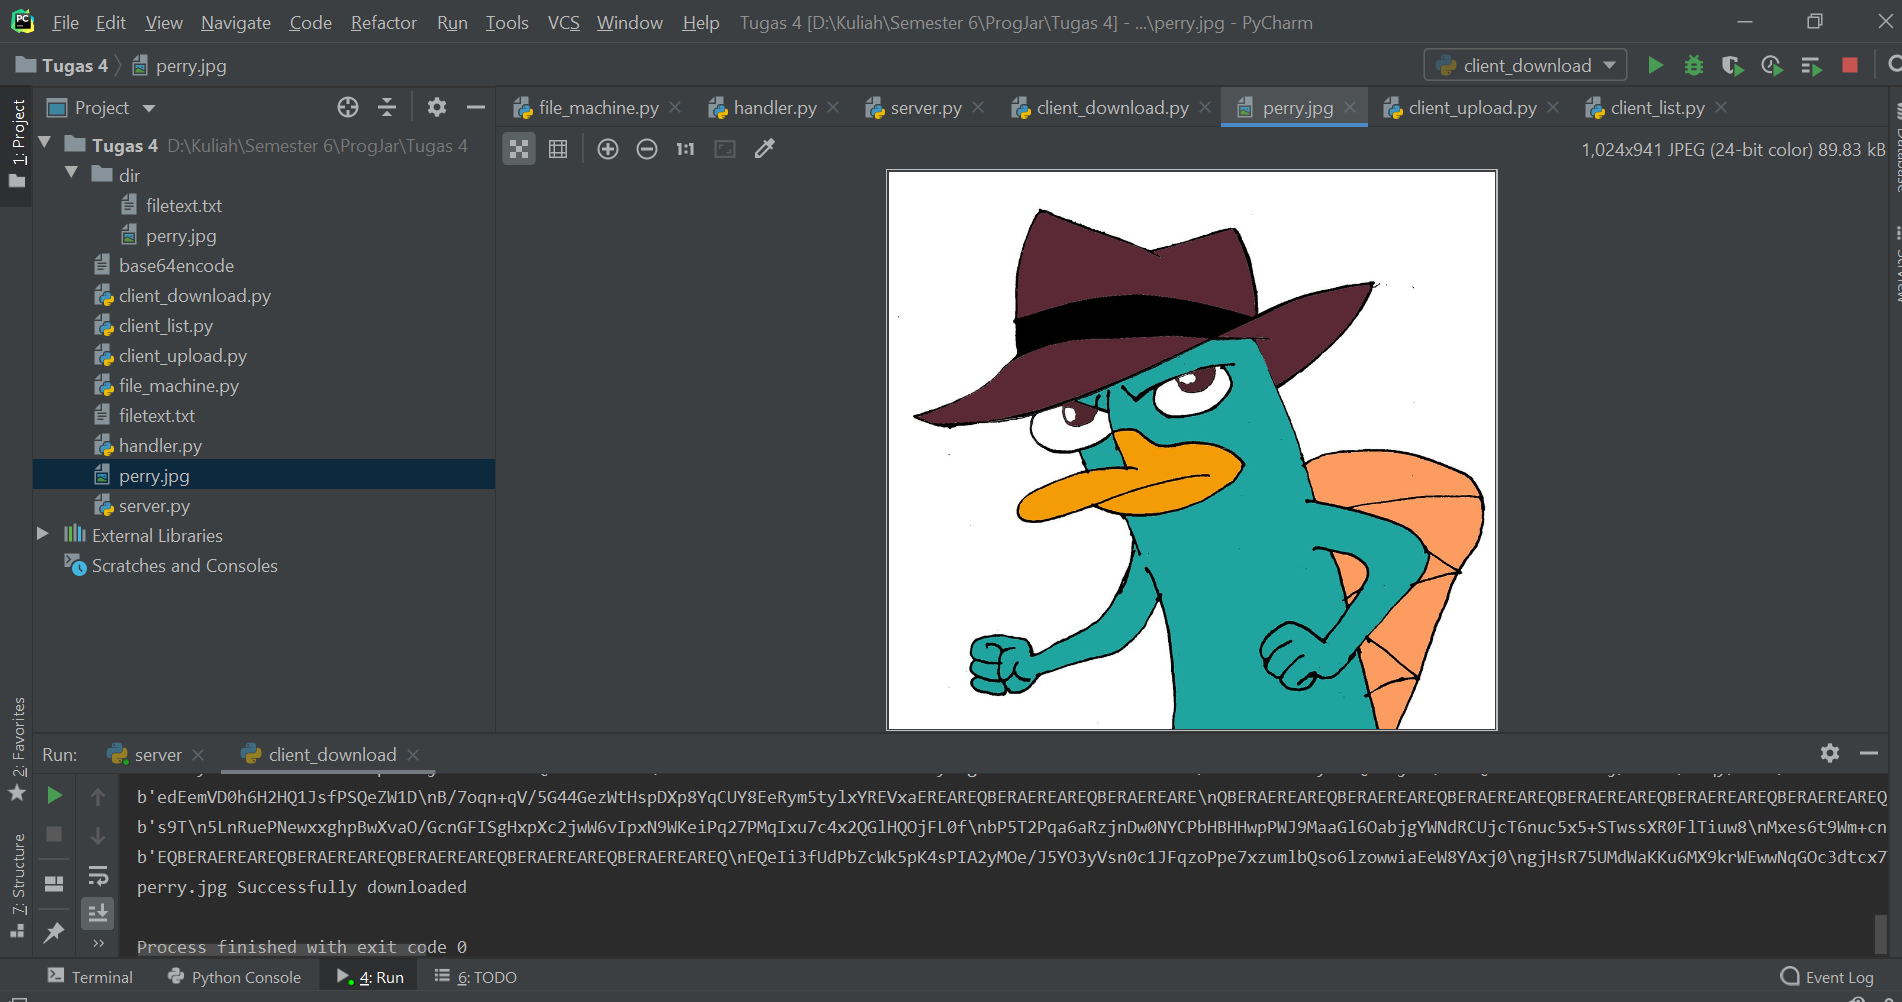 File Edit View Navigate Code Refactor Run Tools VCS Window Help Tugas 4 [D:\Kuliah\Semester 6\ProgJar\Tugas 4] - ...\perry.jpg - PyCharm
Tugas 4 perry.jpg client_download
Project
file_machine.py handler.py server.py client_download.py perry.jpg client_upload.py client_list.py
1: Project
1:1 1,024x941 JPEG (24-bit color) 89.83 kB
Tugas 4 D:\Kuliah\Semester 6\ProgJar\Tugas 4
dir
filetext.txt
perry.jpg
base64encode
client_download.py
client_list.py
client_upload.py
file_machine.py
filetext.txt
handler.py
perry.jpg
server.py
External Libraries
Scratches and Consoles
2: Favorites
7: Structure
Run: server client_download
b'edEemVD0h6H2HQ1JsfPSQeZW1D\nB/7oqn+qV/5G44GezWtHspDXp8YqCUY8EeRym5tylxYREVxaEREAREQBERAEREAREQBERAEREARE\nQBERAEREAREQBERAEREAREQBERAEREAREQBERAEREAREQ
b's9T\n5LnRuePNewxxghpBwXvaO/GcnGFISgHxpXc2jwW6vIpxN9WKeiPq27PMqIxu7c4x2QGlHQOjFL0f\nbP5T2Pqa6aRzjnDw0NYCPbHBHHwpPWJ9MaaGl6OabjgYWNdRCUjcT6nuc5x5+STwssXR0FlTiuw8\nMxes6t9Wm+cn
b'EQBERAEREAREQBERAEREAREQBERAEREAREQBERAEREAREQ\nEQeIi3fUdPbZcWk5pK4sPIA2yMOe/J5YO3yVsn0c1JFqzoPpe7xzumlbQso6lzowwiaEeW8YAxj0\ngjHsR75UMdWaKKu6MX9krWEwwNqGOc3dtcx7
perry.jpg Successfully downloaded
Process finished with exit code 0
Terminal Python Console 4: Run 6: TODO Event Log